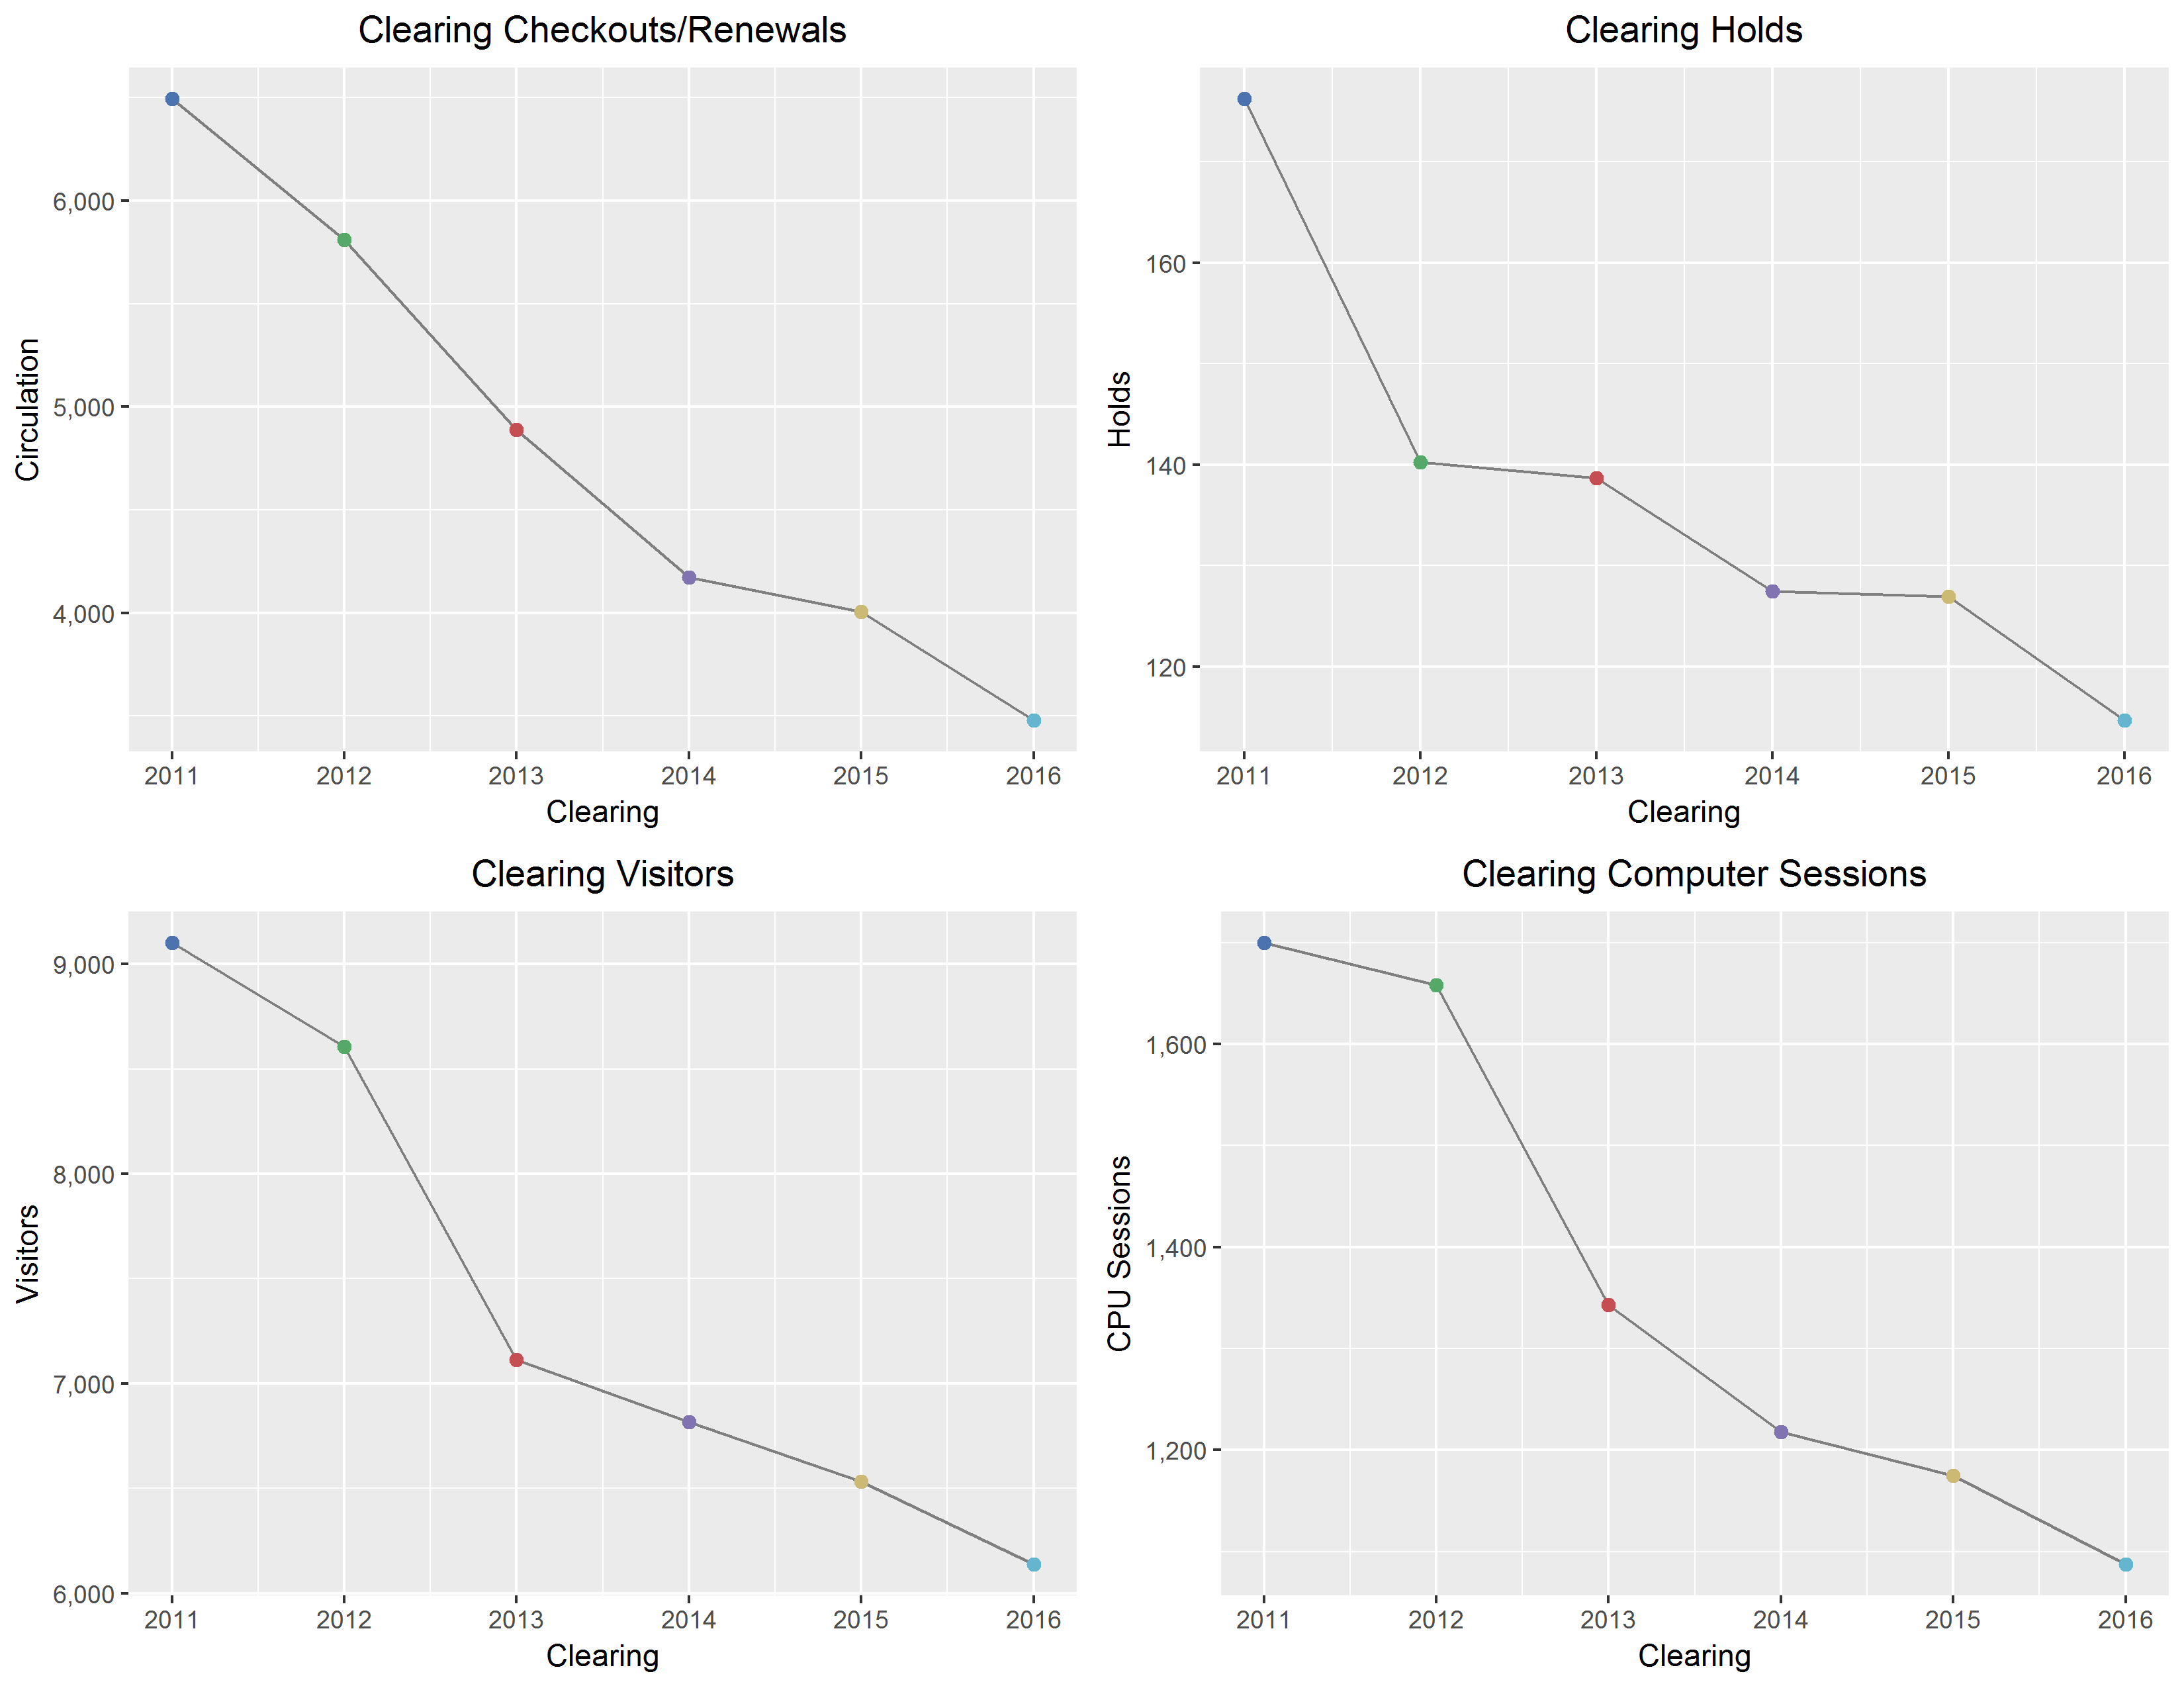 Clearing Checkouts/Renewals
Circulation
6,000
5,000
4,000
2011 2012 2013 2014 2015 2016
Clearing
Clearing Holds
Holds
160
140
120
2011 2012 2013 2014 2015 2016
Clearing
Clearing Visitors
Visitors
9,000
8,000
7,000
6,000
2011 2012 2013 2014 2015 2016
Clearing
Clearing Computer Sessions
CPU Sessions
1,600
1,400
1,200
2011 2012 2013 2014 2015 2016
Clearing